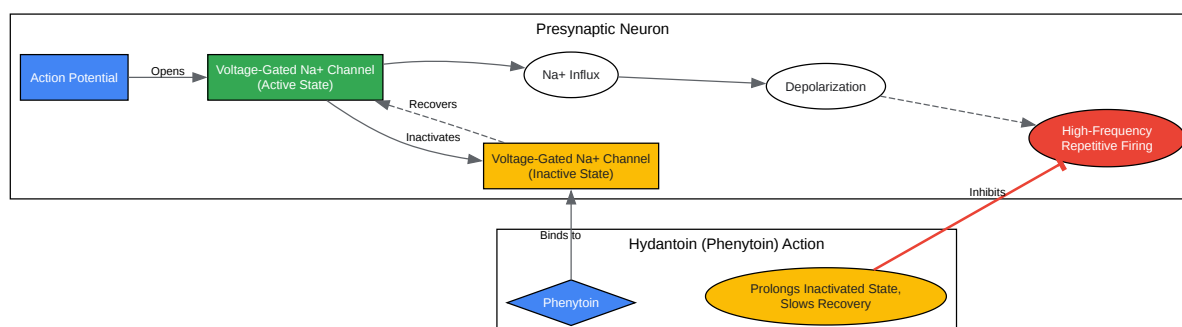 Presynaptic Neuron
Action Potential
Opens
Voltage-Gated Na+ Channel
(Active State)
Na+ Influx
Depolarization
Recovers
Inactivates
High-Frequency
Repetitive Firing
Voltage-Gated Na+ Channel
(Inactive State)
Inhibits
Binds to
Hydantoin (Phenytoin) Action
Phenytoin
Prolongs Inactivated State,
Slows Recovery